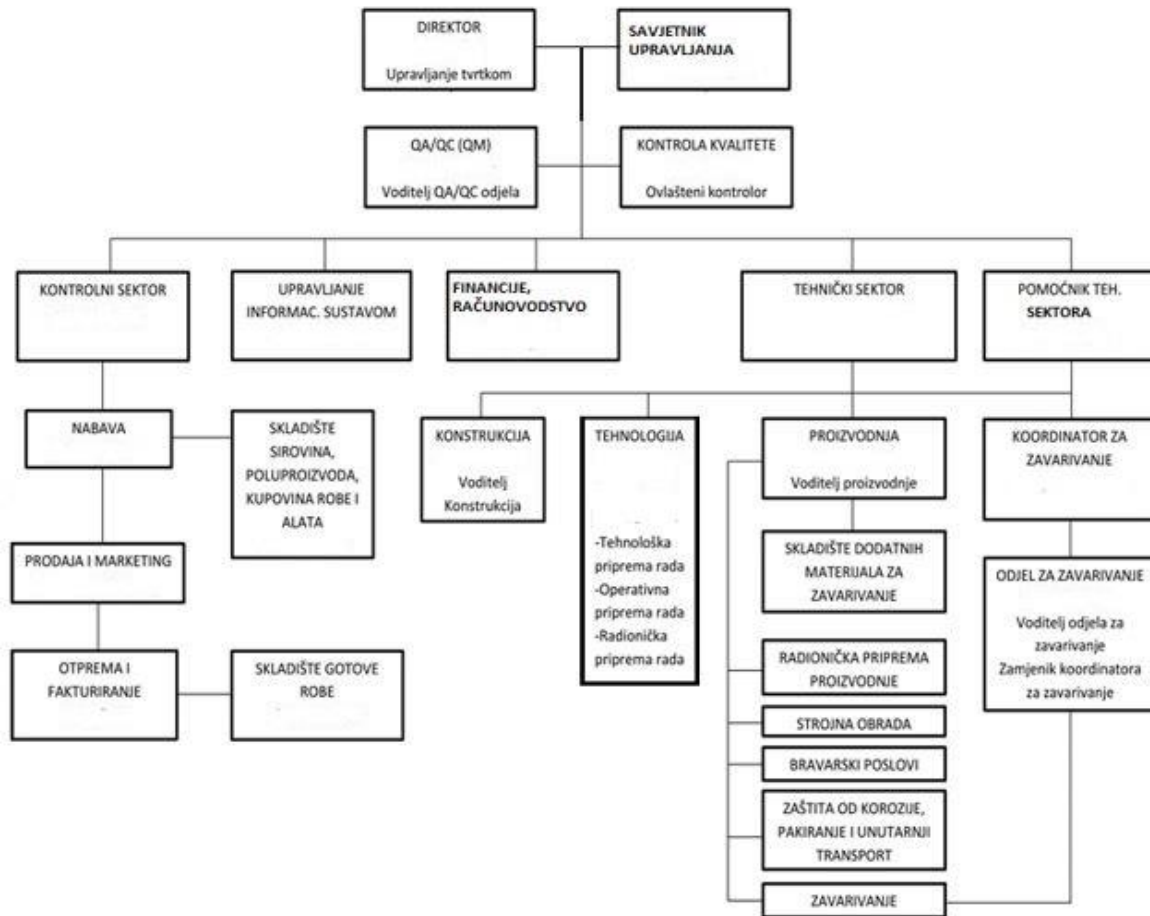 DIREKTOR
Upravljanje tvrtkom
SAVJETNIK
UPRAVLJANJA
QA/QC (QM)
Voditelj QA/QC odjela
KONTROLA KVALITETE
Ovlašteni kontrolor
KONTROLNI SEKTOR
UPRAVLJANJE
INFORMAC. SUSTAVOM
FINANCIJE,
RAČUNOVODSTVO
TEHNIČKI SEKTOR
POMOĆNIK TEH.
SEKTORA
NABAVA
SKLADIŠTE
SIROVINA,
POLUPROIZVODA,
KUPOVINA ROBE I
ALATA
PRODAJA I MARKETING
OTPREMA I
FAKTURIRANJE
SKLADIŠTE GOTOVE
ROBE
KONSTRUKCIJA
Voditelj
Konstrukcija
TEHNOLOGIJA
-Tehnološka
priprema rada
-Operativna
priprema rada
-Radionička
priprema rada
PROIZVODNJA
Voditelj proizvodnje
SKLADIŠTE DODATNIH
MATERIJALA ZA
ZAVARIVANJE
RADIONIČKA PRIPREMA
PROIZVODNJE
STROJNA OBRADA
BRAVARSKI POSLOVI
ZAŠTITA OD KOROZIJE,
PAKIRANJE I UNUTARNJI
TRANSPORT
ZAVARIVANJE
KOORDINATOR ZA
ZAVARIVANJE
ODJEL ZA ZAVARIVANJE
Voditelj odjela za
zavarivanje
Zamjenik koordinatora
za zavarivanje